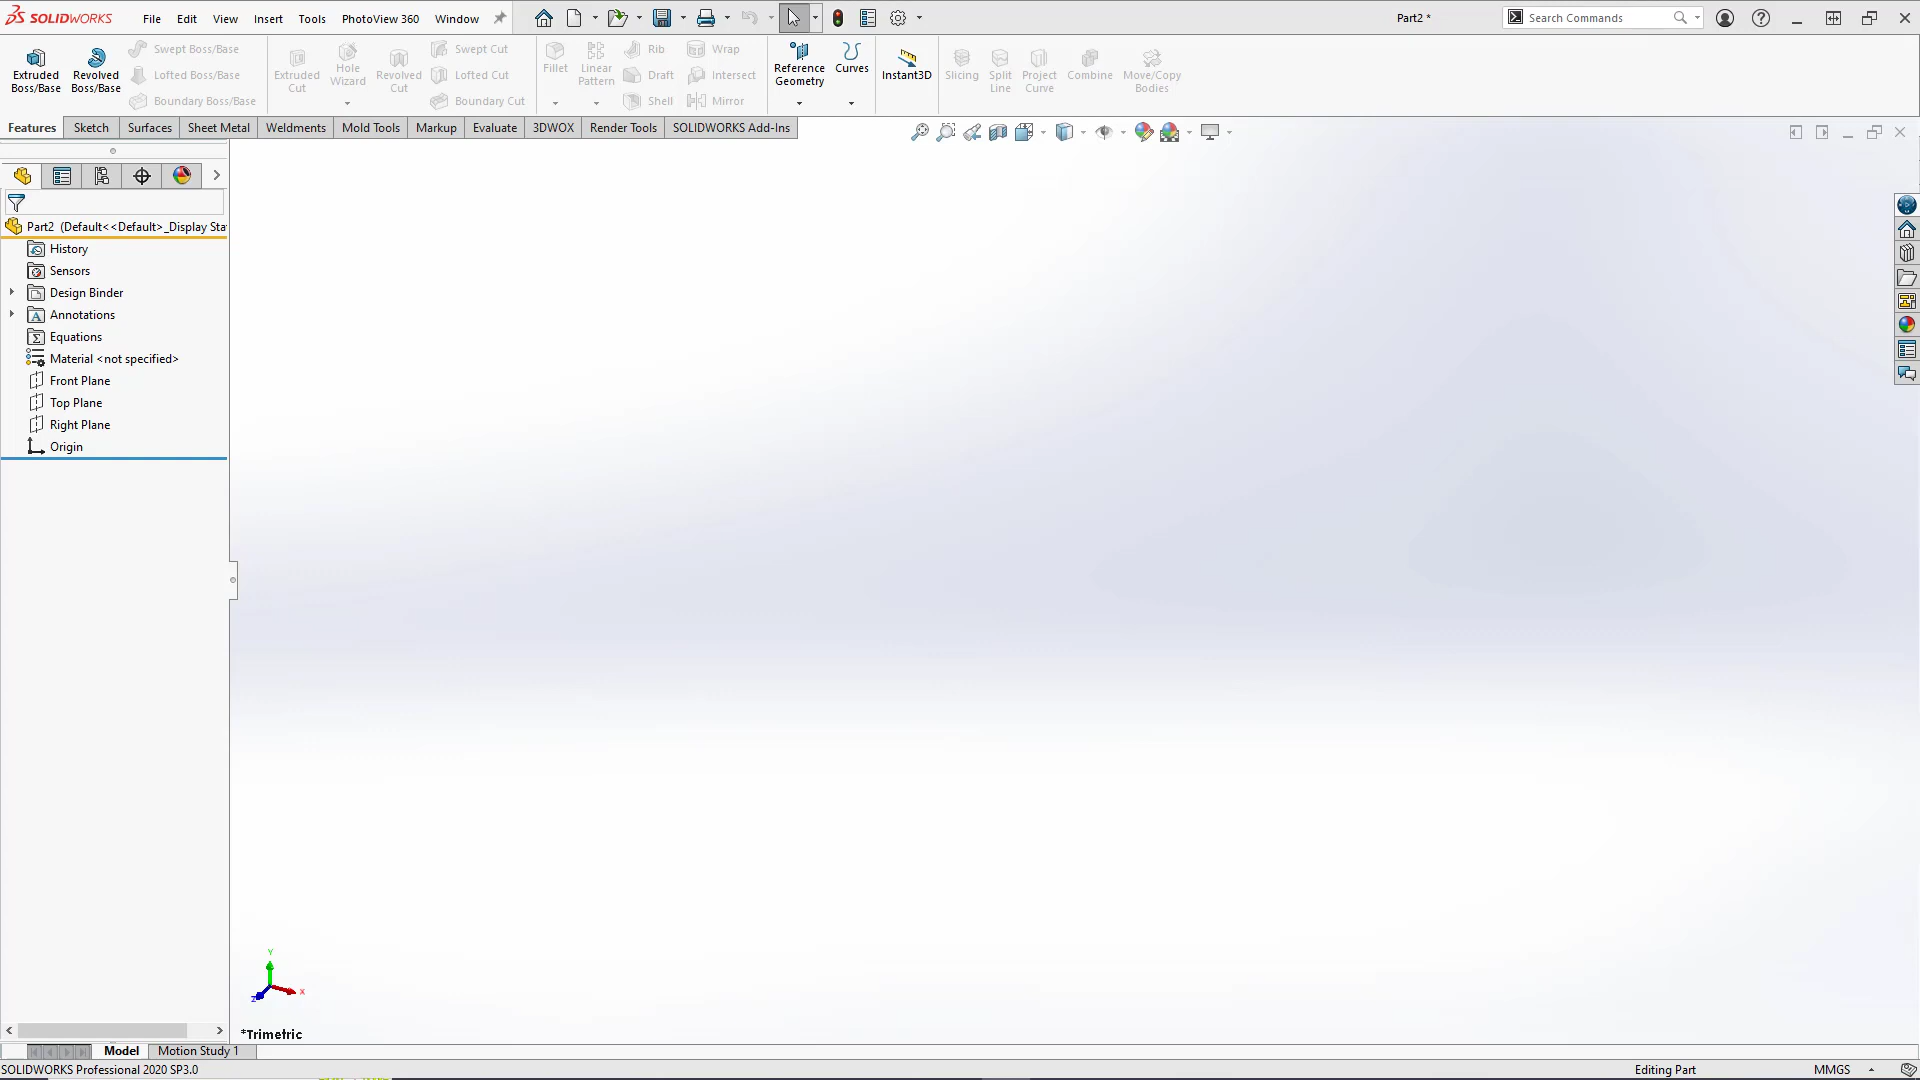 SOLIDWORKS File Edit View Insert Tools PhotoView 360 Window Part2 * Search Commands
Extruded Boss/Base
Revolved Boss/Base
Swept Boss/Base
Lofted Boss/Base
Boundary Boss/Base
Extruded Cut
Hole Wizard
Revolved Cut
Swept Cut
Lofted Cut
Boundary Cut
Fillet
Linear Pattern
Rib
Draft
Shell
Wrap
Intersect
Mirror
Reference Geometry
Curves
Instant3D
Slicing
Split Line
Project Curve
Combine
Move/Copy Bodies
Features Sketch Surfaces Sheet Metal Weldments Mold Tools Markup Evaluate 3DWOX Render Tools SOLIDWORKS Add-Ins
Part2 (Default<<Default>_Display Sta
History
Sensors
Design Binder
Annotations
Equations
Material <not specified>
Front Plane
Top Plane
Right Plane
Origin
Y
X
Z
*Trimetric
Model Motion Study 1
SOLIDWORKS Professional 2020 SP3.0 Editing Part MMGS